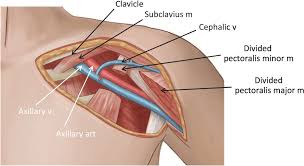 Clavicle
Subclavius m
Cephalic v
Divided
pectoralis minor m
Divided
pectoralis major m
Axillary v
Axillary art